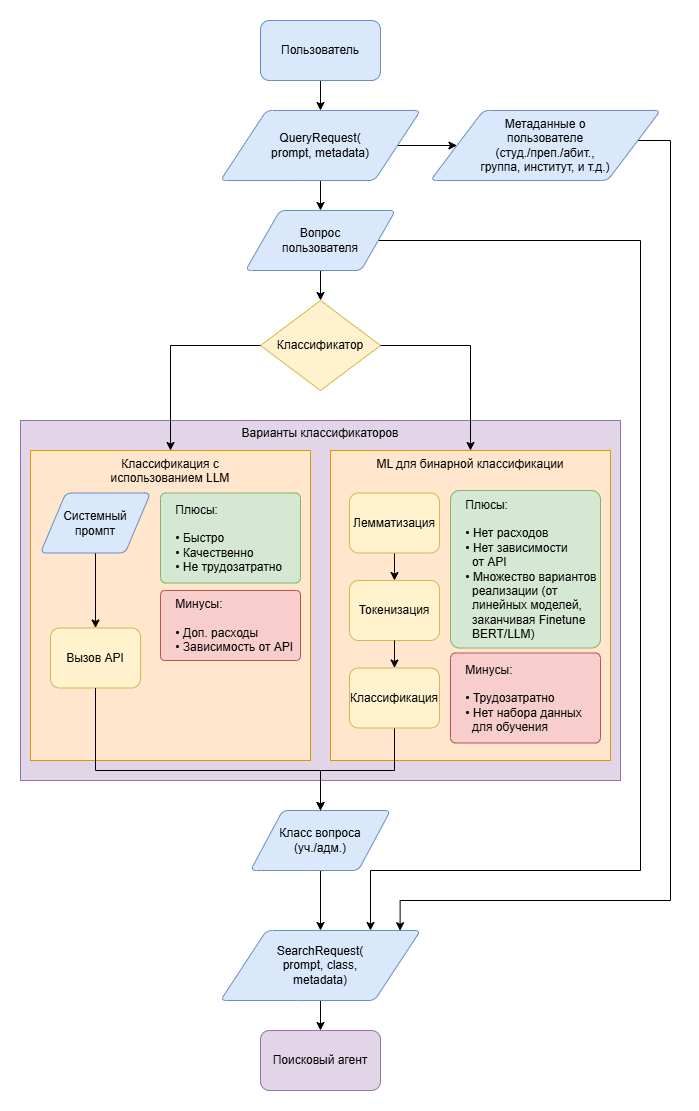 Пользователь
QueryRequest(
prompt, metadata)
Метаданные о
пользователе
(студ./преп./абит.,
группа, институт, и т.д.)
Вопрос
пользователя
Классификатор
Варианты классификаторов
Классификация с
использованием LLM
Системный
промпт
Вызов API
Плюсы:
• Быстро
• Качественно
• Не трудозатратно
Минусы:
• Доп. расходы
• Зависимость от API
ML для бинарной классификации
Лемматизация
Токенизация
Классификация
Плюсы:
• Нет расходов
• Нет зависимости
от API
• Множество вариантов
реализации (от
линейных моделей,
заканчивая Finetune
BERT/LLM)
Минусы:
• Трудозатратно
• Нет набора данных
для обучения
Класс вопроса
(уч./адм.)
SearchRequest(
prompt, class,
metadata)
Поисковый агент